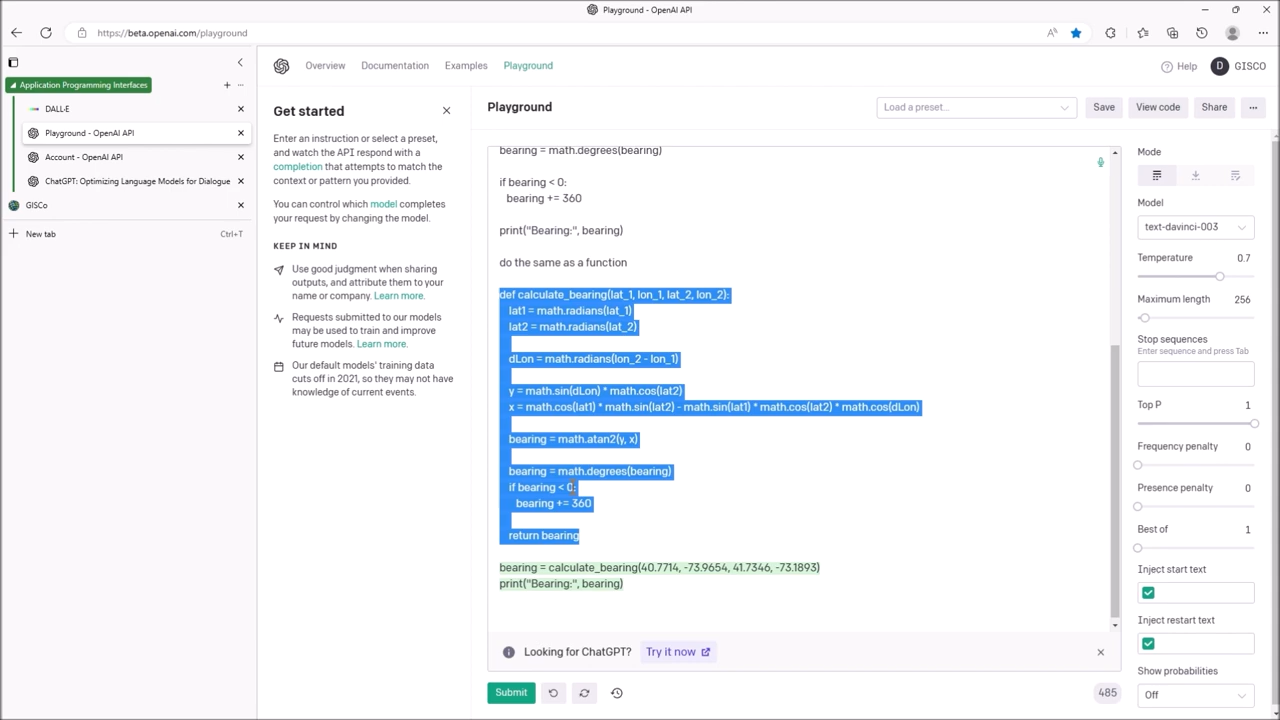 Playground - OpenAI API
https://beta.openai.com/playground
Application Programming Interfaces
DALL·E
Playground - OpenAI API
Account - OpenAI API
ChatGPT: Optimizing Language Models for Dialogue
GISCo
New tab
Ctrl+T
Overview
Documentation
Examples
Playground
Help
D
GISCO
Get started
Enter an instruction or select a preset,
and watch the API respond with a
completion that attempts to match the
context or pattern you provided.
You can control which model completes
your request by changing the model.
KEEP IN MIND
Use good judgment when sharing
outputs, and attribute them to your
name or company. Learn more.
Requests submitted to our models
may be used to train and improve
future models. Learn more.
Our default models' training data
cuts off in 2021, so they may not have
knowledge of current events.
Playground
Load a preset...
Save
View code
Share
...
bearing = math.degrees(bearing)
if bearing < 0:
bearing += 360
print("Bearing:", bearing)
do the same as a function
def calculate_bearing(lat_1, lon_1, lat_2, lon_2):
lat1 = math.radians(lat_1)
lat2 = math.radians(lat_2)
dLon = math.radians(lon_2 - lon_1)
y = math.sin(dLon) * math.cos(lat2)
x = math.cos(lat1) * math.sin(lat2) - math.sin(lat1) * math.cos(lat2) * math.cos(dLon)
bearing = math.atan2(y, x)
bearing = math.degrees(bearing)
if bearing < 0:
bearing += 360
return bearing
bearing = calculate_bearing(40.7714, -73.9654, 41.7346, -73.1893)
print("Bearing:", bearing)
Looking for ChatGPT?
Try it now
Submit
485
Mode
Model
text-davinci-003
Temperature 0.7
Maximum length 256
Stop sequences
Enter sequence and press Tab
Top P 1
Frequency penalty 0
Presence penalty 0
Best of 1
Inject start text
Inject restart text
Show probabilities
Off